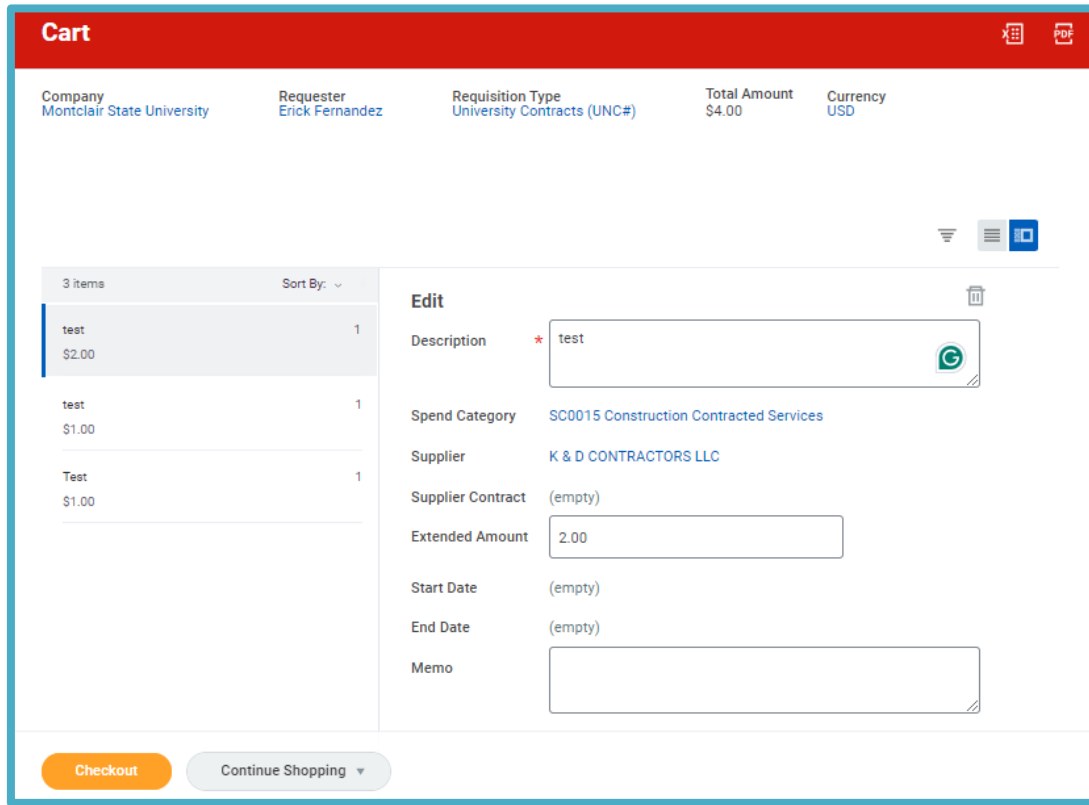 Cart
PDF
Company Requester Requisition Type Total Amount Currency
Montclair State University Erick Fernandez University Contracts (UNC#) $4.00 USD
3 items Sort By:
test 1
$2.00
test 1
$1.00
Test 1
$1.00
Edit
Description * test
G
Spend Category SC0015 Construction Contracted Services
Supplier K & D CONTRACTORS LLC
Supplier Contract (empty)
Extended Amount 2.00
Start Date (empty)
End Date (empty)
Memo
Checkout Continue Shopping